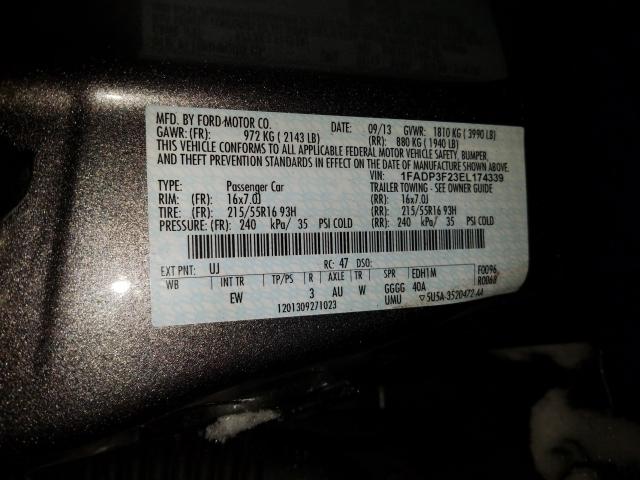 MFD. BY FORD MOTOR CO. DATE: 09/13 GVWR: 1810 KG ( 3990 LB)
GAWR: (FR): 972 KG ( 2143 LB) (RR): 880 KG ( 1940 LB)
THIS VEHICLE CONFORMS TO ALL APPLICABLE FEDERAL MOTOR VEHICLE SAFETY, BUMPER,
AND THEFT PREVENTION STANDARDS IN EFFECT ON THE DATE OF MANUFACTURE SHOWN ABOVE.
VIN: 1FADP3F23EL174339
TYPE: Passenger Car TRAILER TOWING - SEE OWNER GUIDE
RIM: (FR): 16x7.0J (RR): 16x7.0J
TIRE: (FR): 215/55R16 93H (RR): 215/55R16 93H
PRESSURE: (FR): 240 kPa/ 35 PSI COLD (RR): 240 kPa/ 35 PSI COLD
EXT PNT: UJ RC: 47 DSO: F0096
WB INT TR TP/PS R AXLE TR SPR EDH1M R0068
EW 3 AU W GGGG 40A
1201309271023 UMU 5U5A-3520472-AA